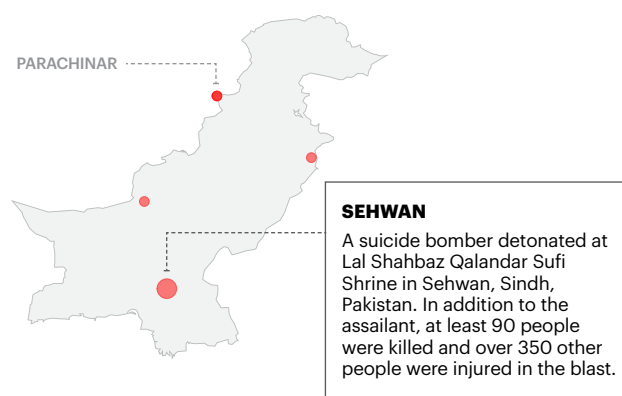 PARACHINAR
SEHWAN
A suicide bomber detonated at
Lal Shahbaz Qalandar Sufi
Shrine in Sehwan, Sindh,
Pakistan. In addition to the
assailant, at least 90 people
were killed and over 350 other
people were injured in the blast.